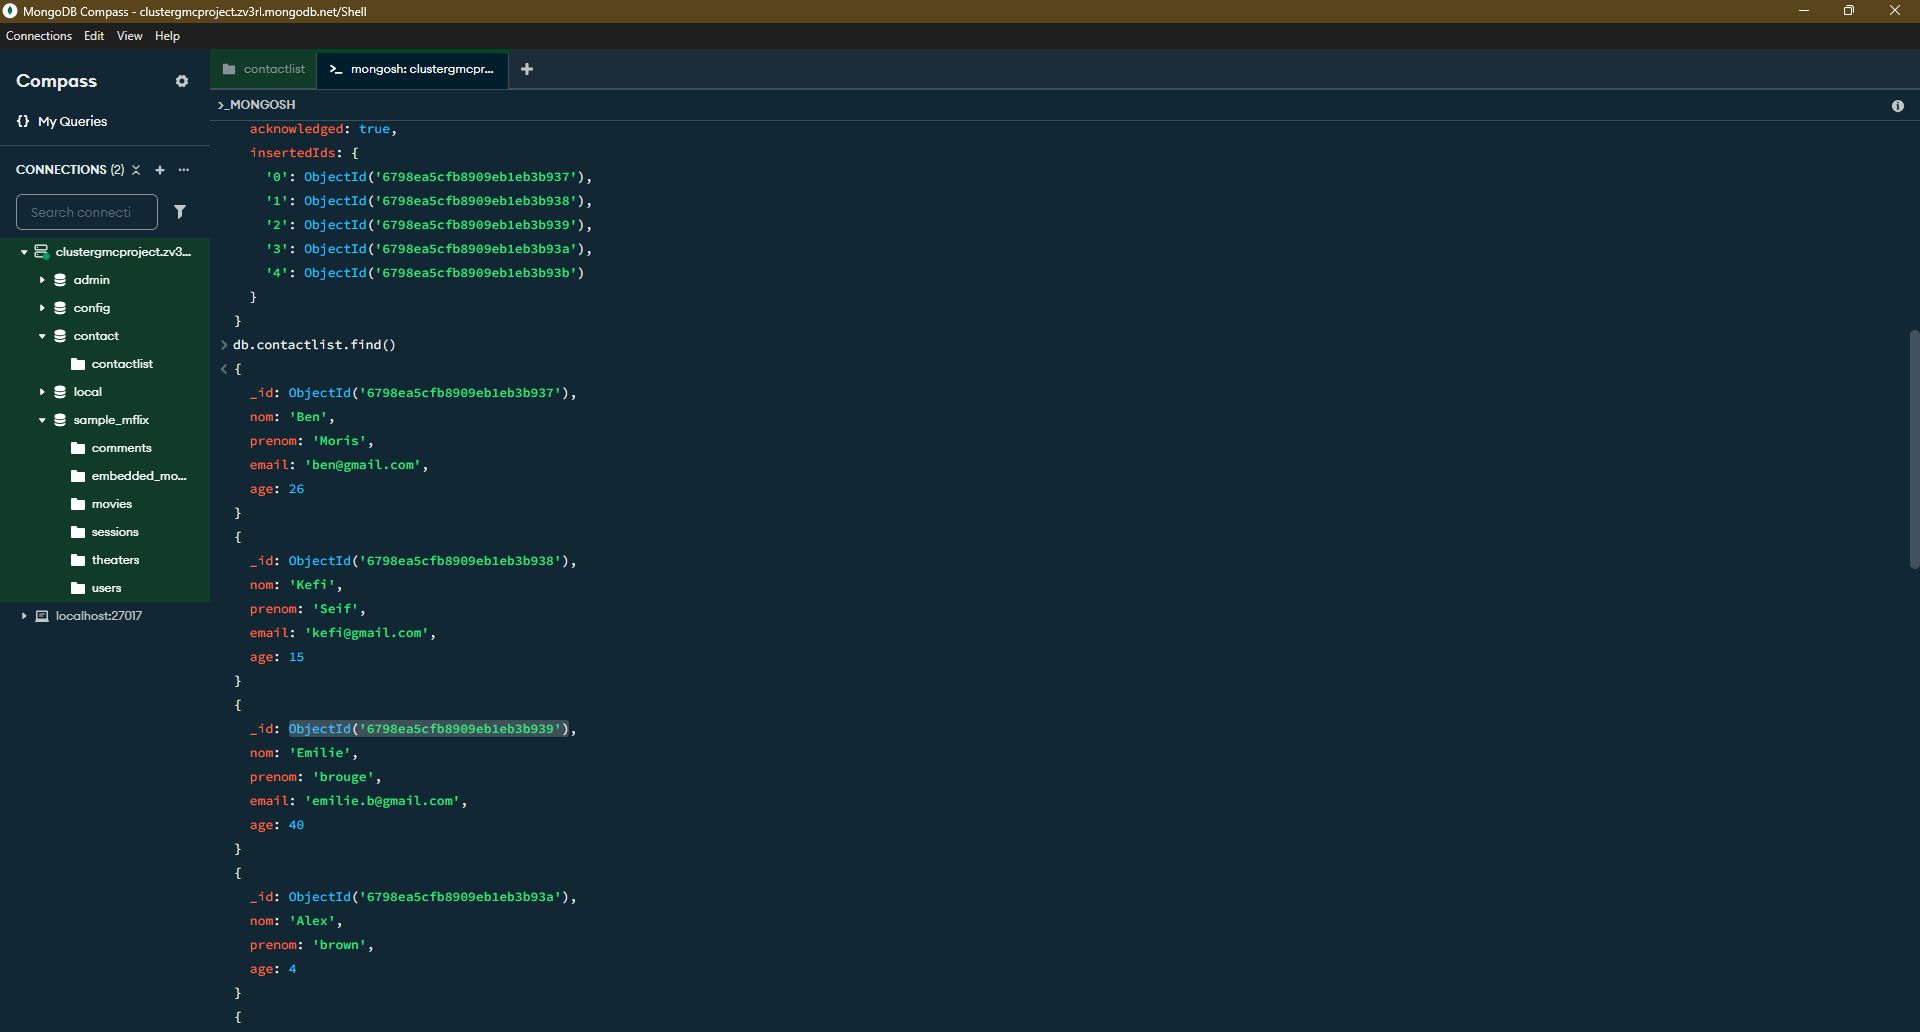 MongoDB Compass - clustergmcproject.zv3rl.mongodb.net/Shell
Connections Edit View Help
Compass
{} My Queries
CONNECTIONS (2)
Search connecti
clustergmcproject.zv3...
admin
config
contact
contactlist
local
sample_mflix
comments
embedded_mo...
movies
sessions
theaters
users
localhost:27017
contactlist
>_ mongosh: clustergmcpr...
>_MONGOSH
acknowledged: true,
insertedIds: {
'0': ObjectId('6798ea5cfb8909eb1eb3b937'),
'1': ObjectId('6798ea5cfb8909eb1eb3b938'),
'2': ObjectId('6798ea5cfb8909eb1eb3b939'),
'3': ObjectId('6798ea5cfb8909eb1eb3b93a'),
'4': ObjectId('6798ea5cfb8909eb1eb3b93b')
}
}
> db.contactlist.find()
< {
_id: ObjectId('6798ea5cfb8909eb1eb3b937'),
nom: 'Ben',
prenom: 'Moris',
email: 'ben@gmail.com',
age: 26
}
{
_id: ObjectId('6798ea5cfb8909eb1eb3b938'),
nom: 'Kefi',
prenom: 'Seif',
email: 'kefi@gmail.com',
age: 15
}
{
_id: ObjectId('6798ea5cfb8909eb1eb3b939'),
nom: 'Emilie',
prenom: 'brouge',
email: 'emilie.b@gmail.com',
age: 40
}
{
_id: ObjectId('6798ea5cfb8909eb1eb3b93a'),
nom: 'Alex',
prenom: 'brown',
age: 4
}
{